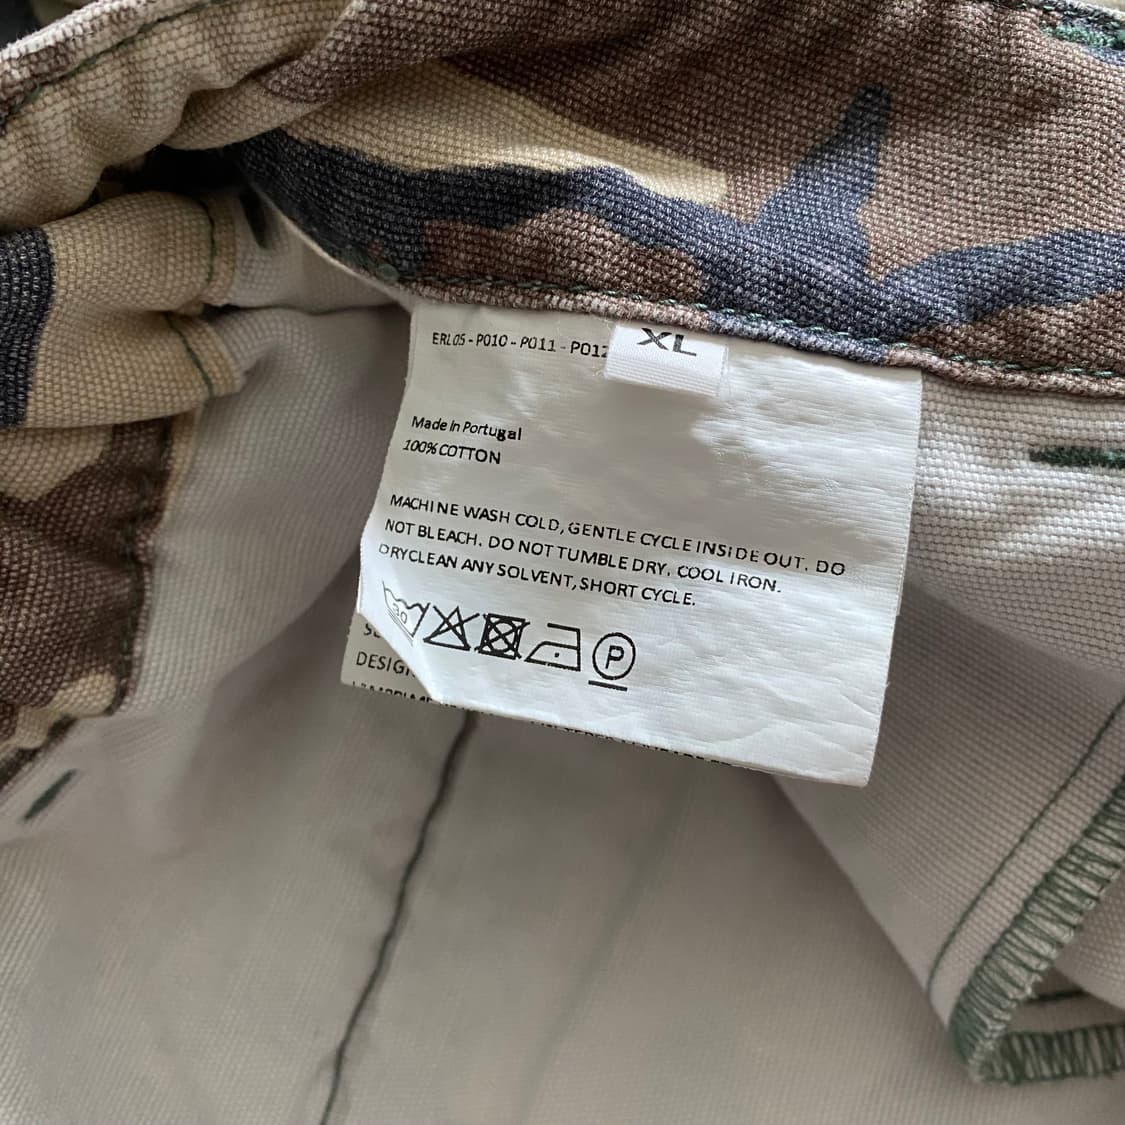 ERL05 - P010 - P011 - P012
XL
Made In Portugal
100% COTTON
MACHINE WASH COLD, GENTLE CYCLE INSIDE OUT. DO
NOT BLEACH. DO NOT TUMBLE DRY. COOL IRON.
DRYCLEAN ANY SOLVENT, SHORT CYCLE.
30
P